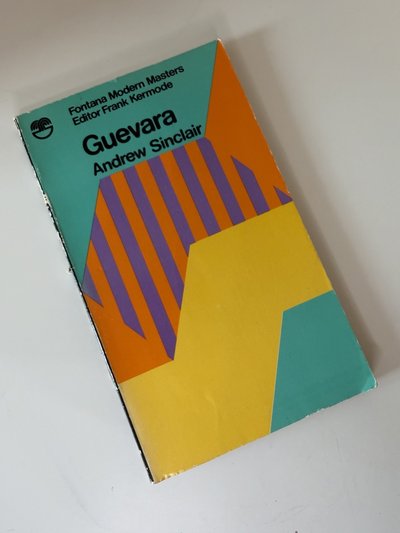 Fontana Modern Masters
Editor Frank Kermode
Guevara
Andrew Sinclair